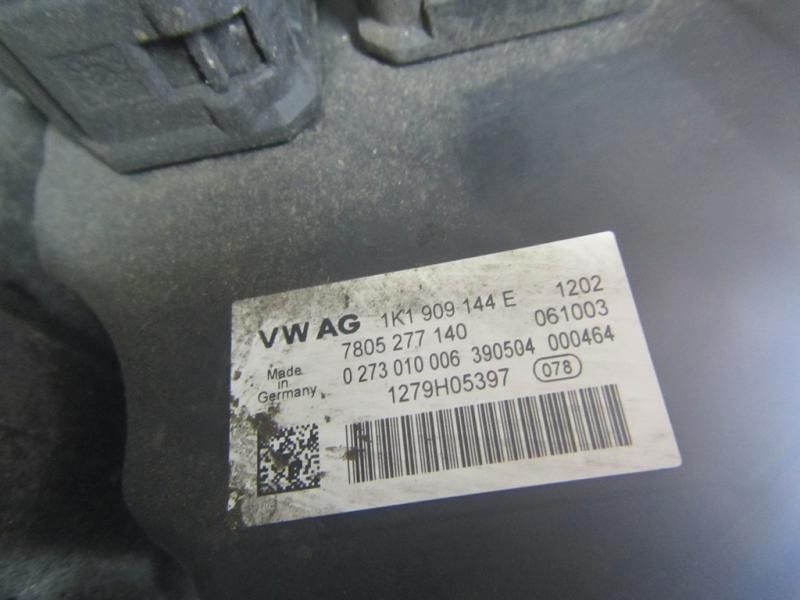 VW AG 1K1 909 144 E 1202
7805 277 140 061003
Made in Germany 0 273 010 006 390504 000464
1279H05397 078